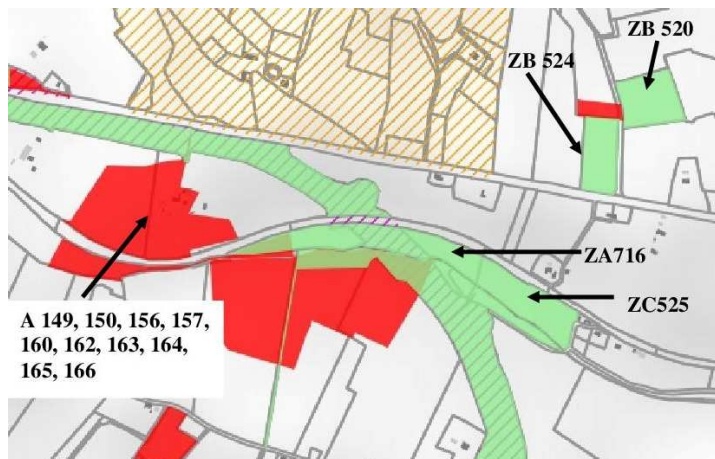 ZB 520
ZB 524
ZA716
ZC525
A 149, 150, 156, 157,
160, 162, 163, 164,
165, 166